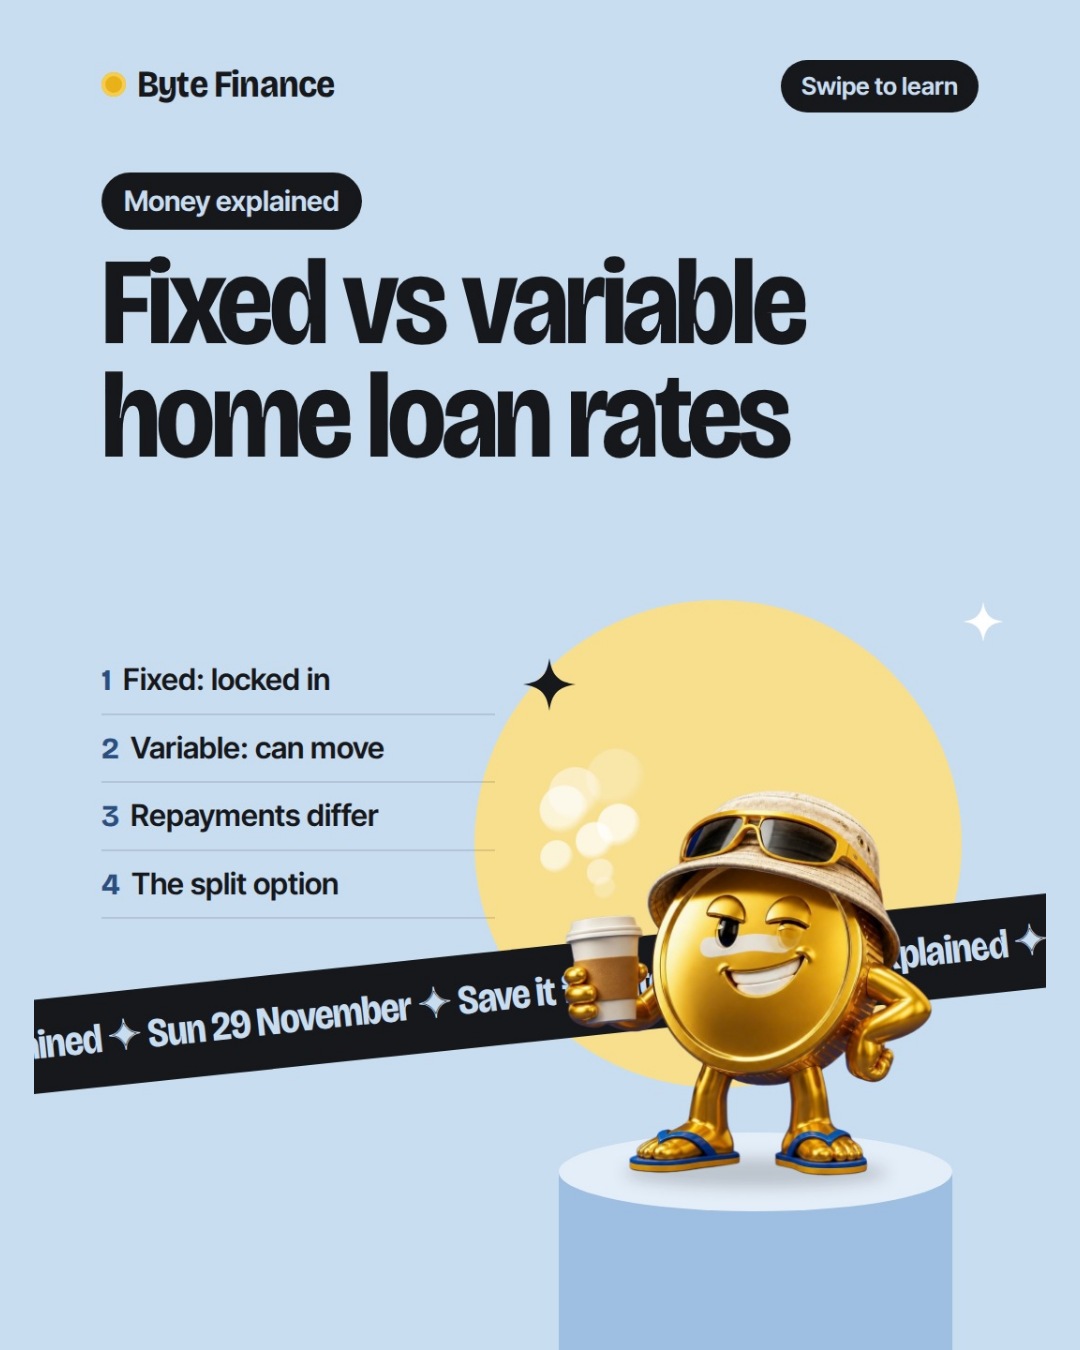 Byte Finance
Swipe to learn
Money explained
Fixed vs variable
home loan rates
1 Fixed: locked in
2 Variable: can move
3 Repayments differ
4 The split option
Sun 29 November ✦ Save it